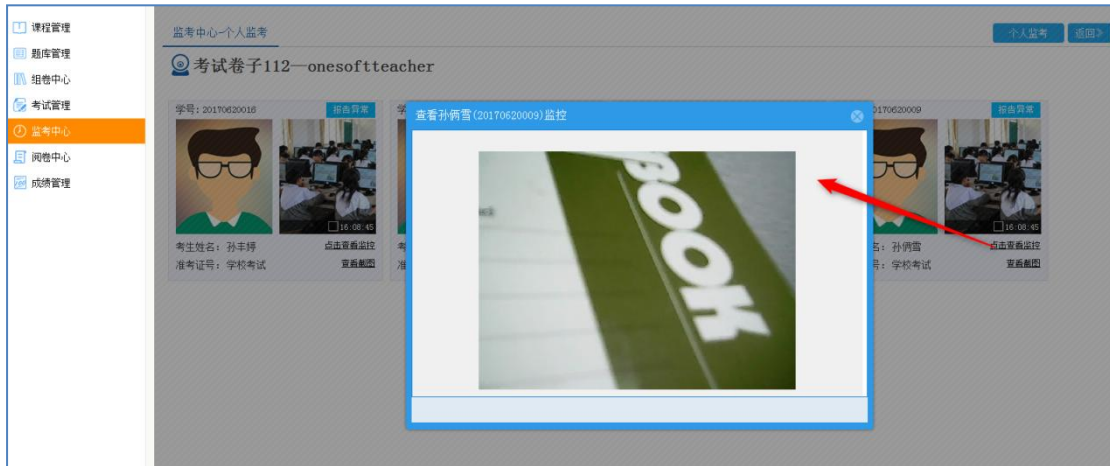 课程管理
题库管理
组卷中心
考试管理
监考中心
阅卷中心
成绩管理
监考中心-个人监考
个人监考
返回》
考试卷子112—onesoftteacher
学号: 20170620016
报告异常
16:08:45
考生姓名: 孙丰婷
点击查看监控
准考证号: 学校考试
查看截图
学
考
准
查看孙俩雪(20170620009)监控
BOOK
0170620009
报告异常
16:08:45
名: 孙俩雪
点击查看监控
号: 学校考试
查看截图